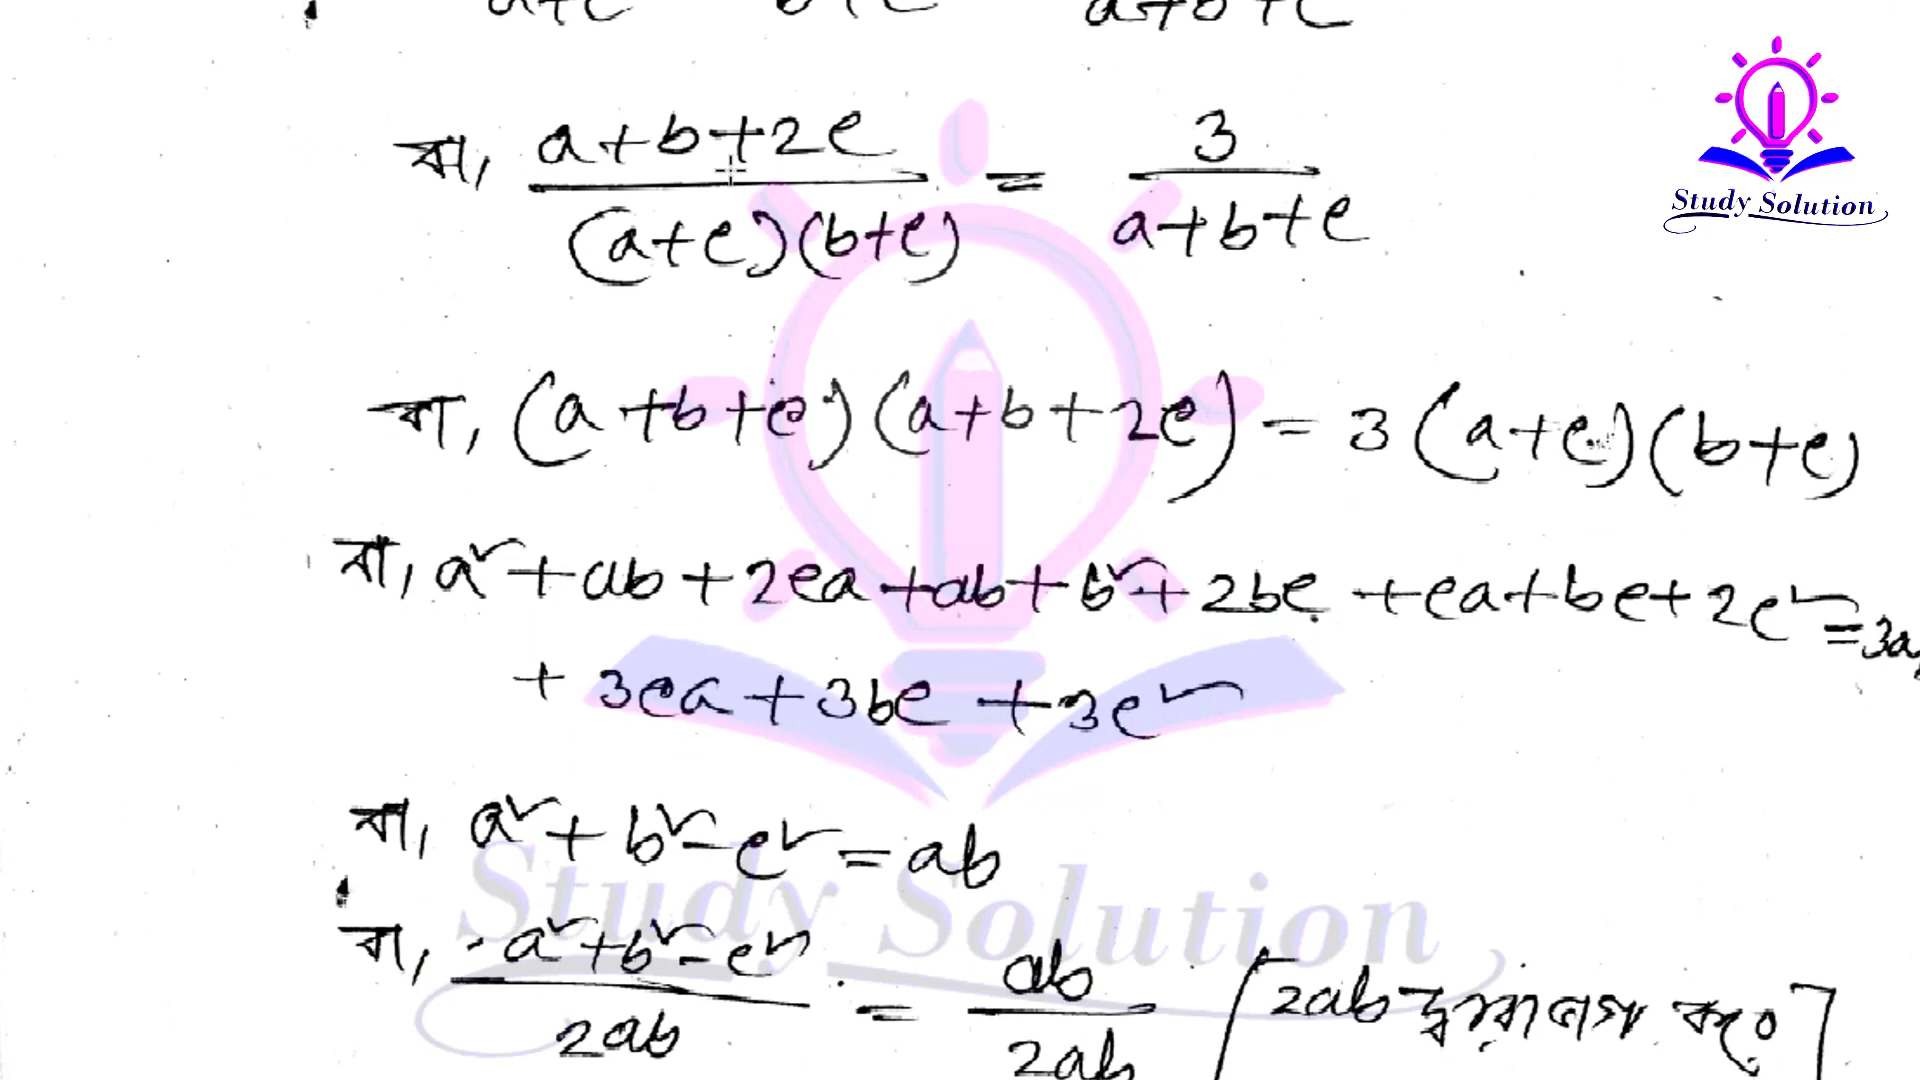 a+c b+c a+b+c
বা, a+b+2c / (a+c)(b+c) = 3 / a+b+c
Study Solution
বা, (a+b+c)(a+b+2c) = 3(a+c)(b+c)
বা, a²+ab+2ca+ab+b²+2bc+ca+bc+2c²=3a
+3ca+3bc+3c²
বা, a²+b²-c²=ab
Study Solution
বা, a²+b²-c² / 2ab = ab / 2ab [2ab দ্বারা ভাগ করে]